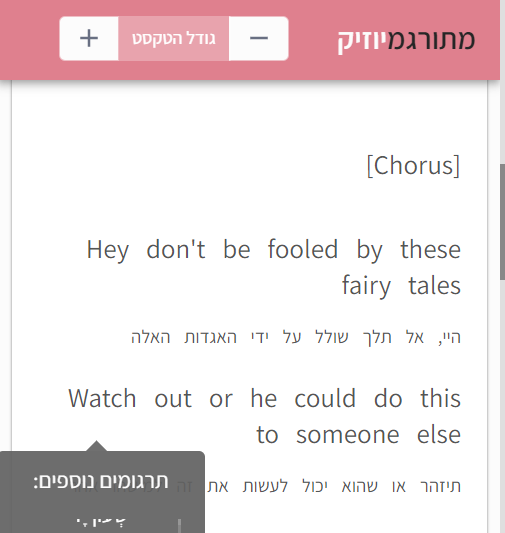 מתורגמיוזיק
− גודל הטקסט +
[Chorus]
Hey don't be fooled by these
fairy tales
היי, אל תלך שולל על ידי האגדות האלה
Watch out or he could do this
to someone else
תיזהר או שהוא יכול לעשות את זה
תרגומים נוספים: